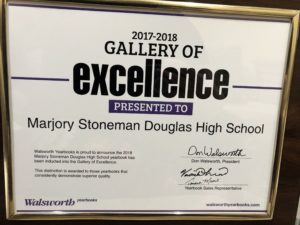 2017-2018
GALLERY OF
excellence
PRESENTED TO
Marjory Stoneman Douglas High School
Walsworth Yearbooks is proud to announce the 2018
Marjory Stoneman Douglas High School yearbook has
been inducted into the Gallery of Excellence.
This distinction is awarded to those yearbooks that
consistently demonstrate superior quality.
Don Walsworth
Don Walsworth, President
Yearbook Sales Representative
Walsworth yearbooks
walsworthyearbooks.com